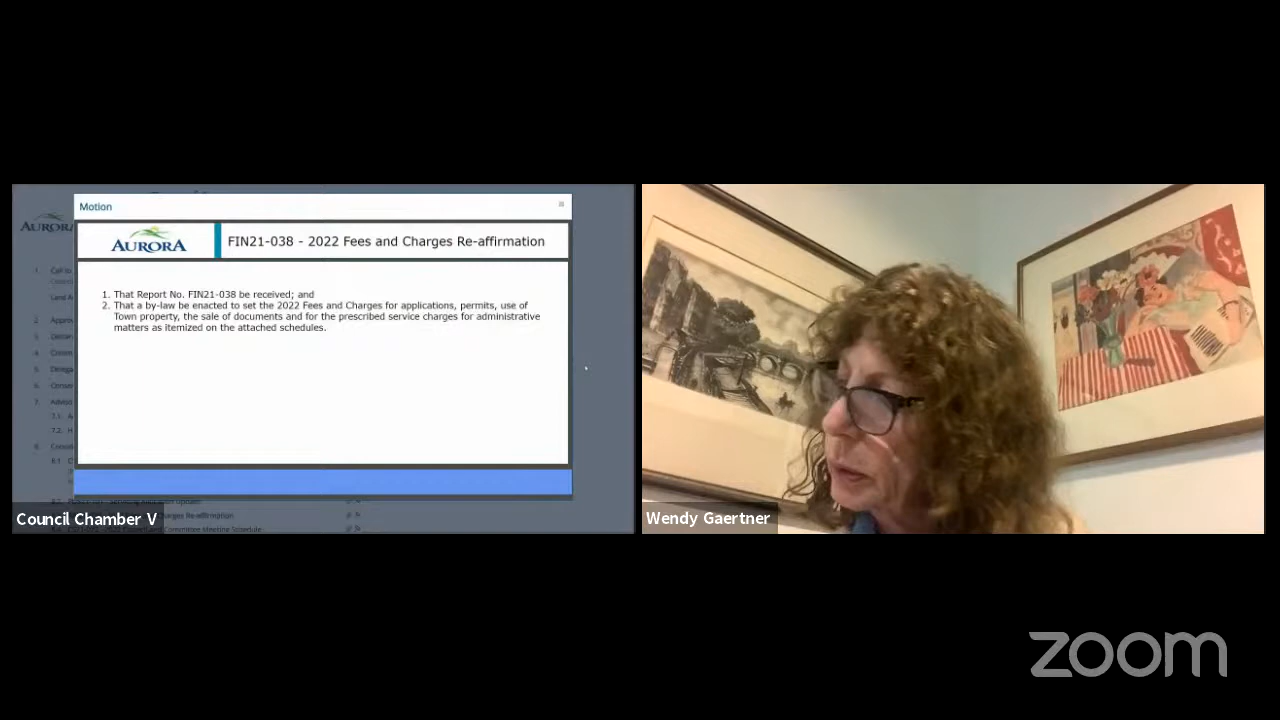 Motion
AURORA
FIN21-038 - 2022 Fees and Charges Re-affirmation
1. That Report No. FIN21-038 be received; and
2. That a by-law be enacted to set the 2022 Fees and Charges for applications, permits, use of
Town property, the sale of documents and for the prescribed service charges for administrative
matters as itemized on the attached schedules.
Council Chamber V
Wendy Gaertner
zoom